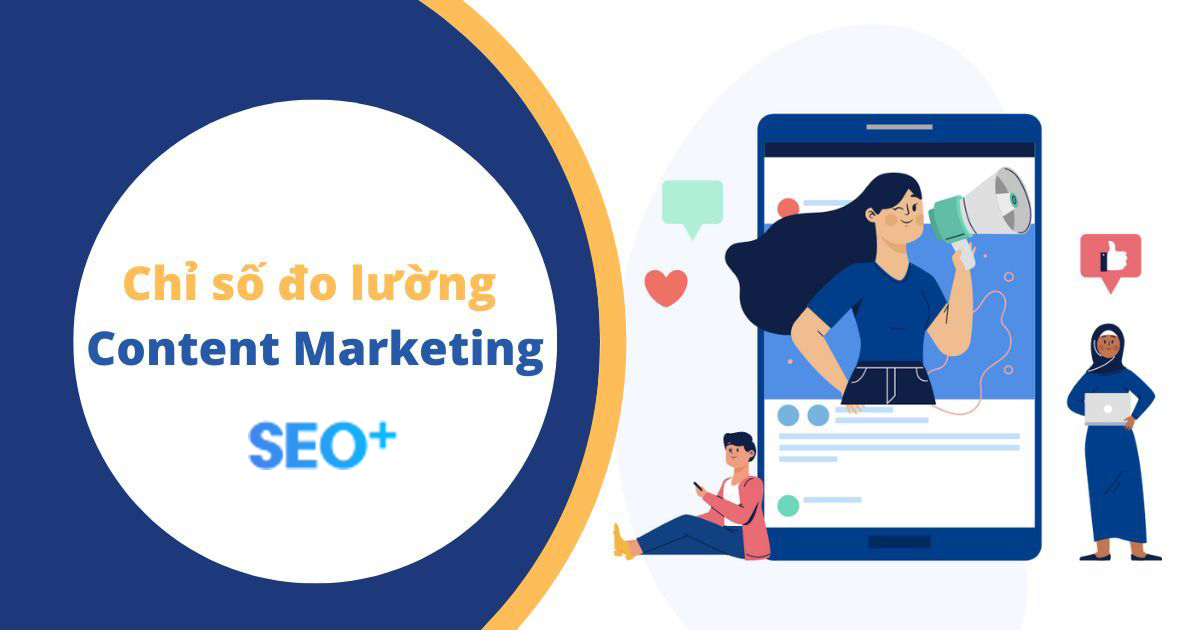 Chỉ số đo lường
Content Marketing
SEO+